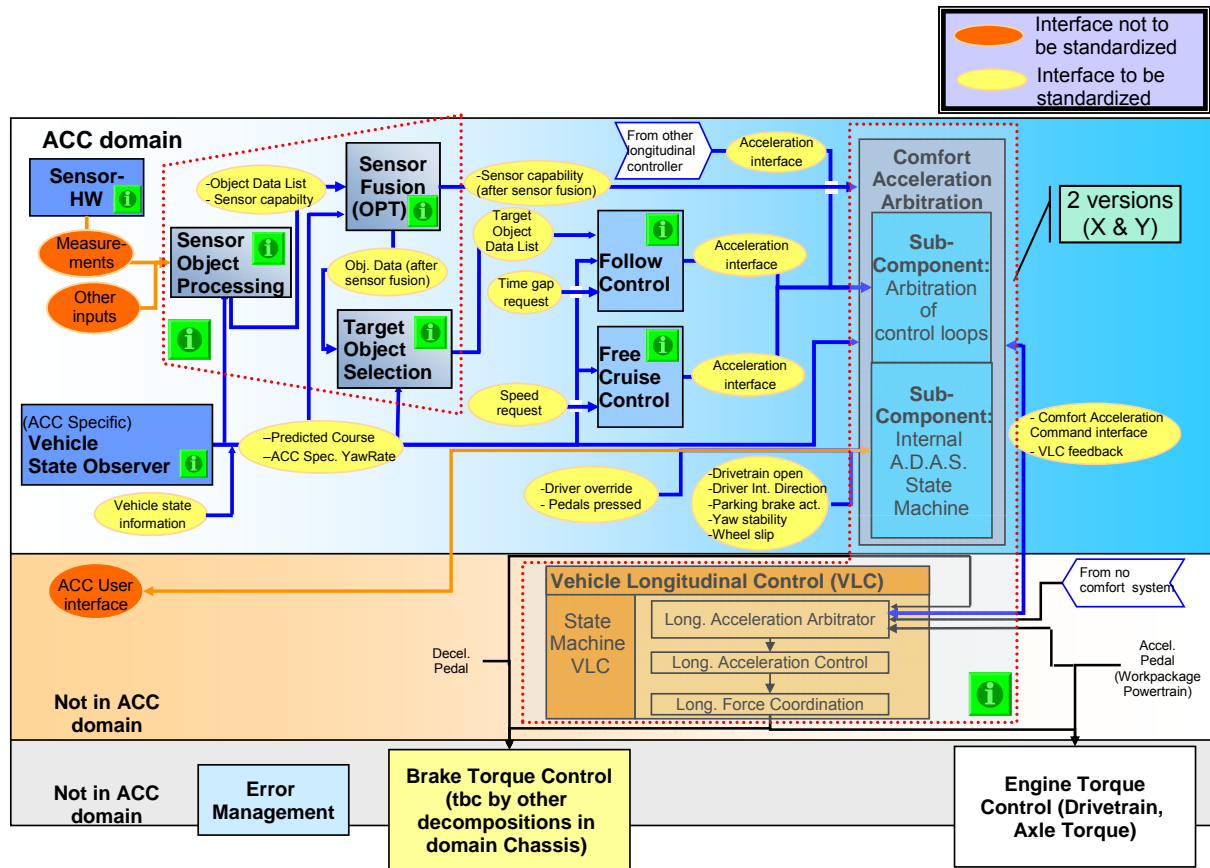 Interface not to
be standardized
Interface to be
standardized
ACC domain
Sensor-
HW
i
Measure-
ments
Other
inputs
Sensor
Object
Processing
i
i
-Object Data List
- Sensor capabilty
Sensor
Fusion
(OPT)
i
Obj. Data (after
sensor fusion)
Target
Object
Selection
i
-Sensor capability
(after sensor fusion)
Target
Object
Data List
Time gap
request
Speed
request
From other
longitudinal
controller
Acceleration
interface
Follow
Control
i
Acceleration
interface
Free
Cruise
Control
i
Acceleration
interface
Comfort
Acceleration
Arbitration
Sub-
Component:
Arbitration
of
control loops
Sub-
Component:
Internal
A.D.A.S.
State
Machine
2 versions
(X & Y)
- Comfort Acceleration
Command interface
- VLC feedback
(ACC Specific)
Vehicle
State Observer
i
–Predicted Course
–ACC Spec. YawRate
Vehicle state
information
- Driver override
- Pedals pressed
-Drivetrain open
-Driver Int. Direction
-Parking brake act.
-Yaw stability
-Wheel slip
ACC User
interface
Vehicle Longitudinal Control (VLC)
State
Machine
VLC
Long. Acceleration Arbitrator
Long. Acceleration Control
Long. Force Coordination
i
From no
comfort system
Decel.
Pedal
Accel.
Pedal
(Workpackage
Powertrain)
Not in ACC
domain
Not in ACC
domain
Error
Management
Brake Torque Control
(tbc by other
decompositions in
domain Chassis)
Engine Torque
Control (Drivetrain,
Axle Torque)